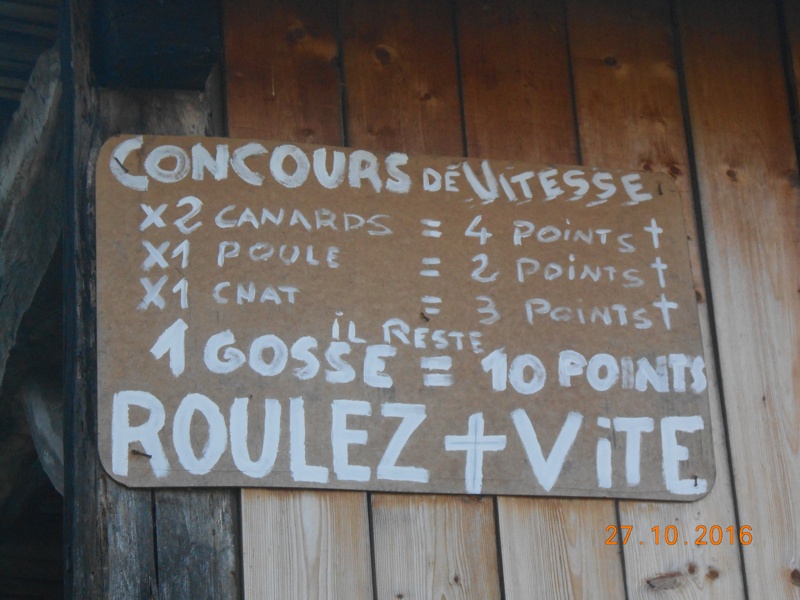 CONCOURS DE VITESSE
X2 CANARDS = 4 POINTS †
X1 POULE = 2 POINTS †
X1 CHAT = 3 POINTS †
iL RESTE
1 GOSSE = 10 POINTS
ROULEZ + ViTE
27.10.2016